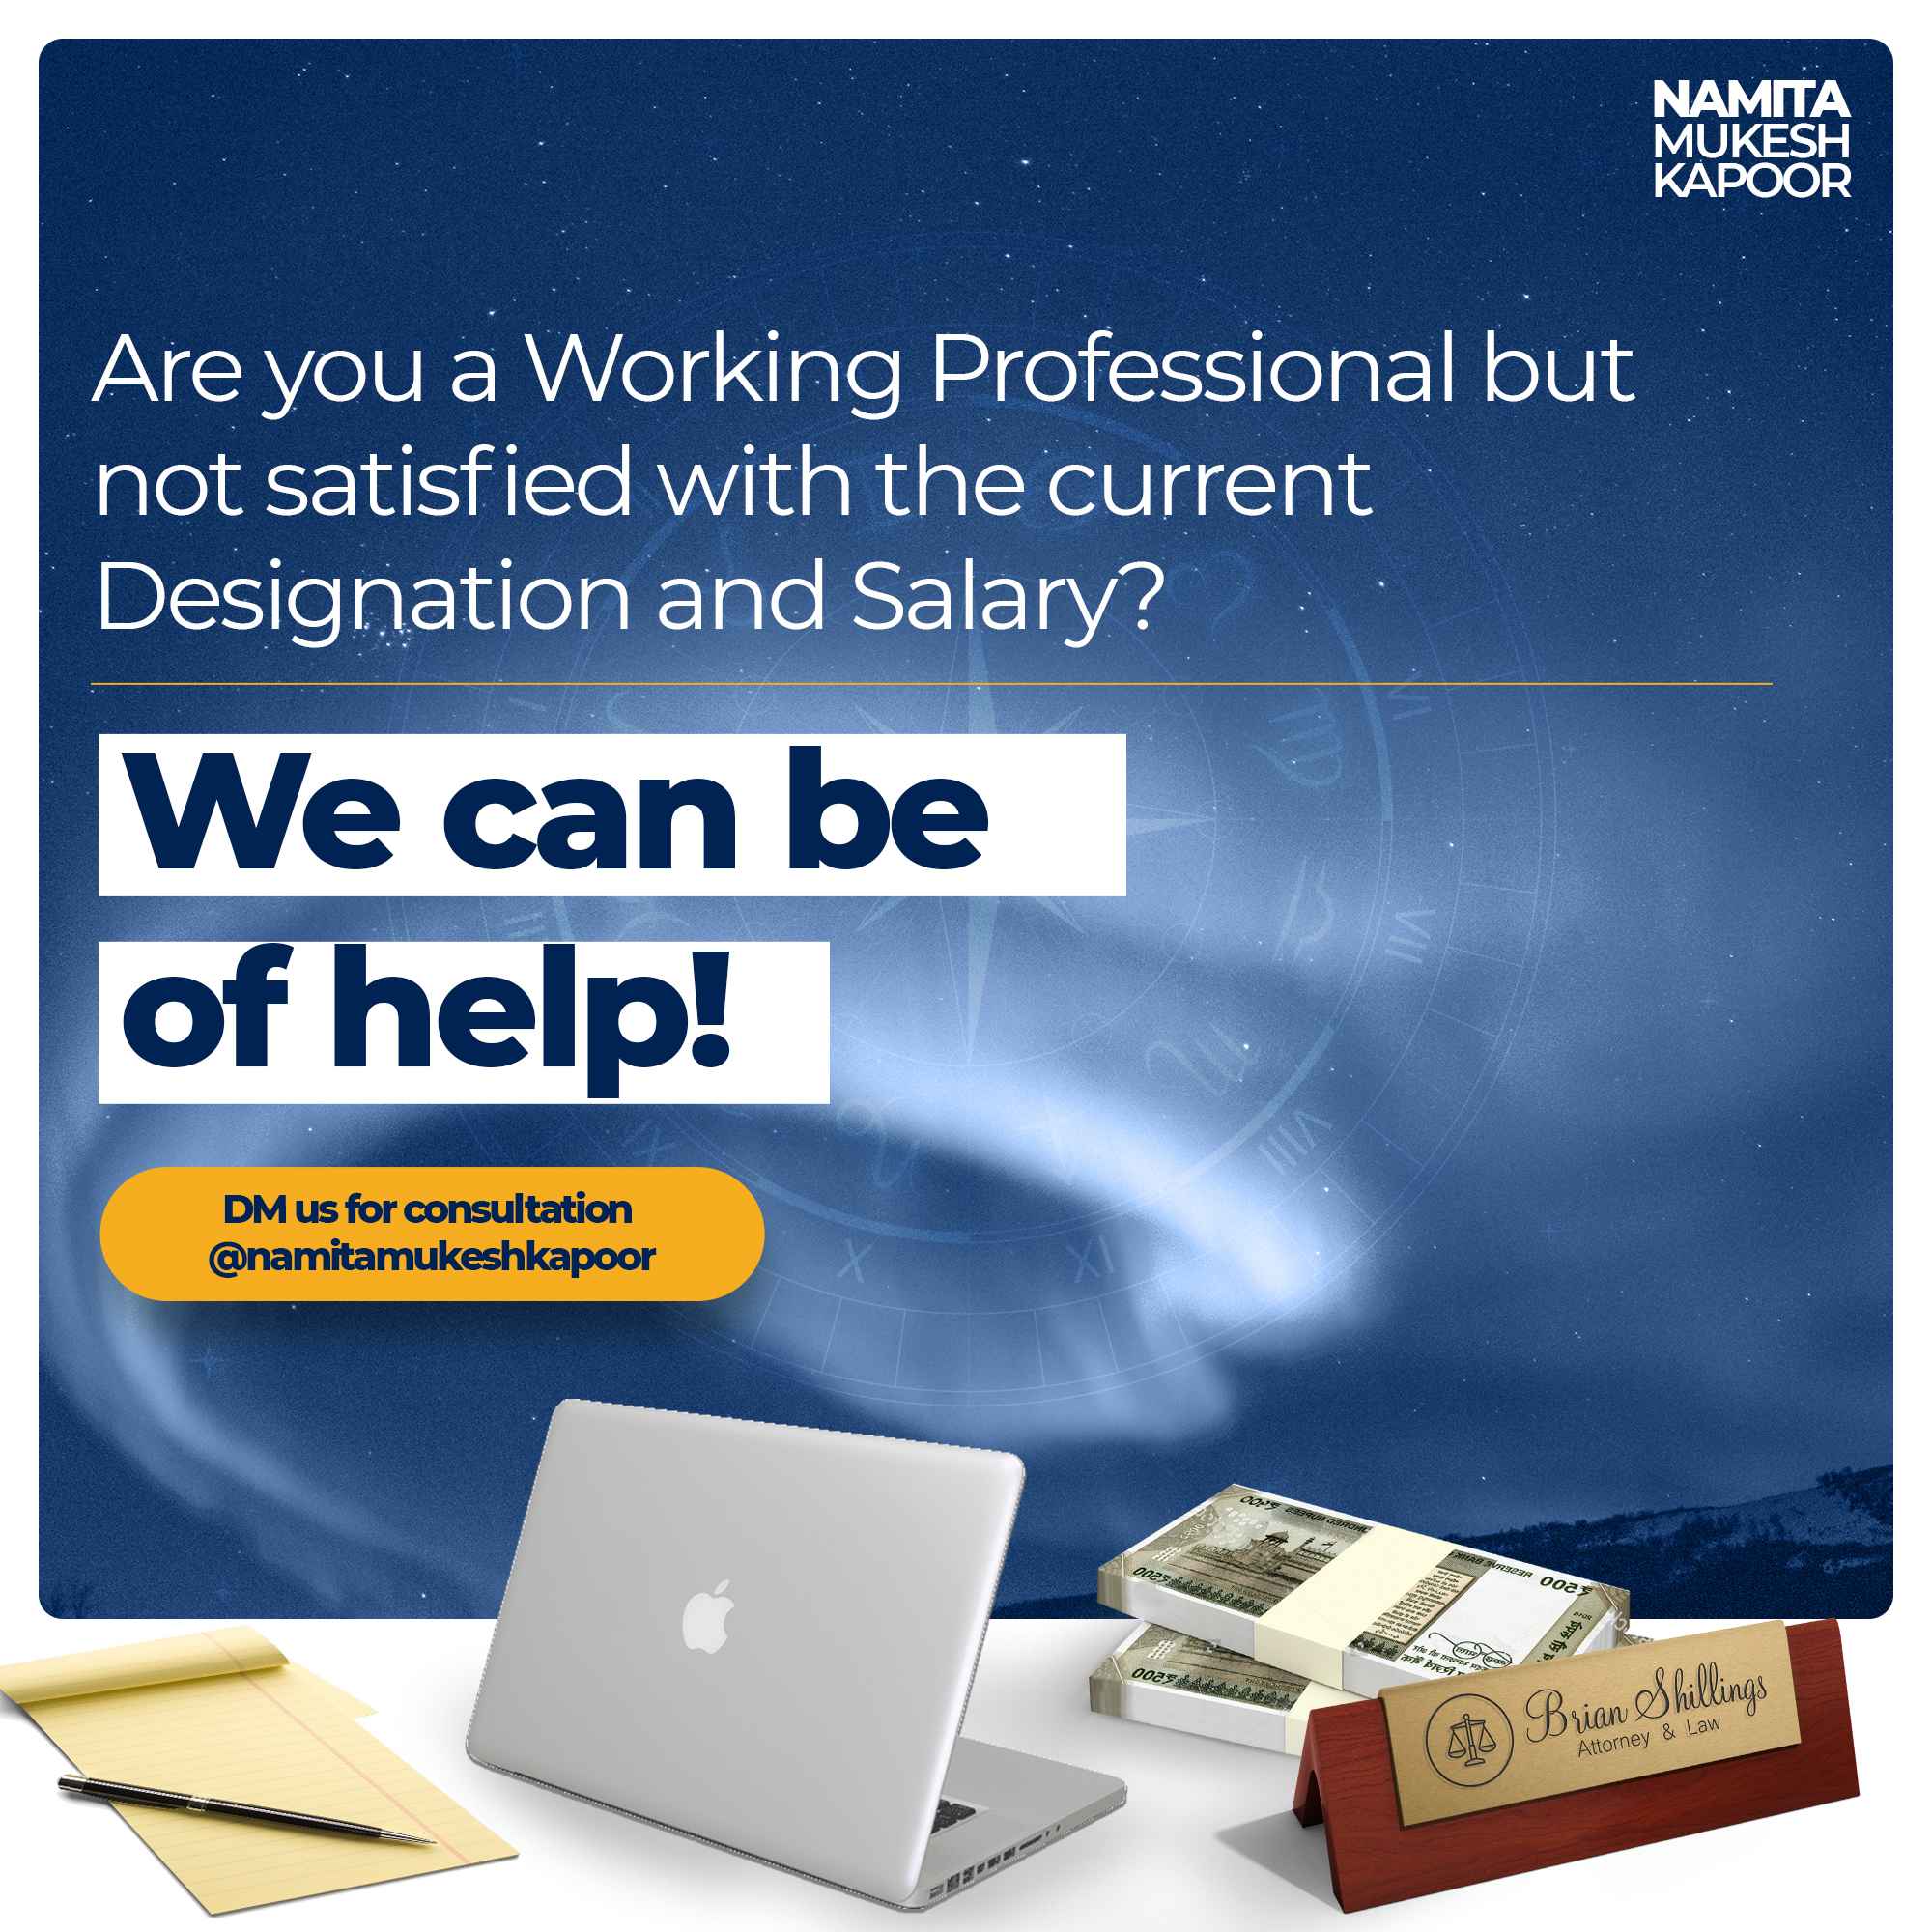 NAMITA
MUKESH
KAPOOR
Are you a Working Professional but
not satisfied with the current
Designation and Salary?
We can be
of help!
DM us for consultation
@namitamukeshkapoor
Brian Shillings
Attorney & Law